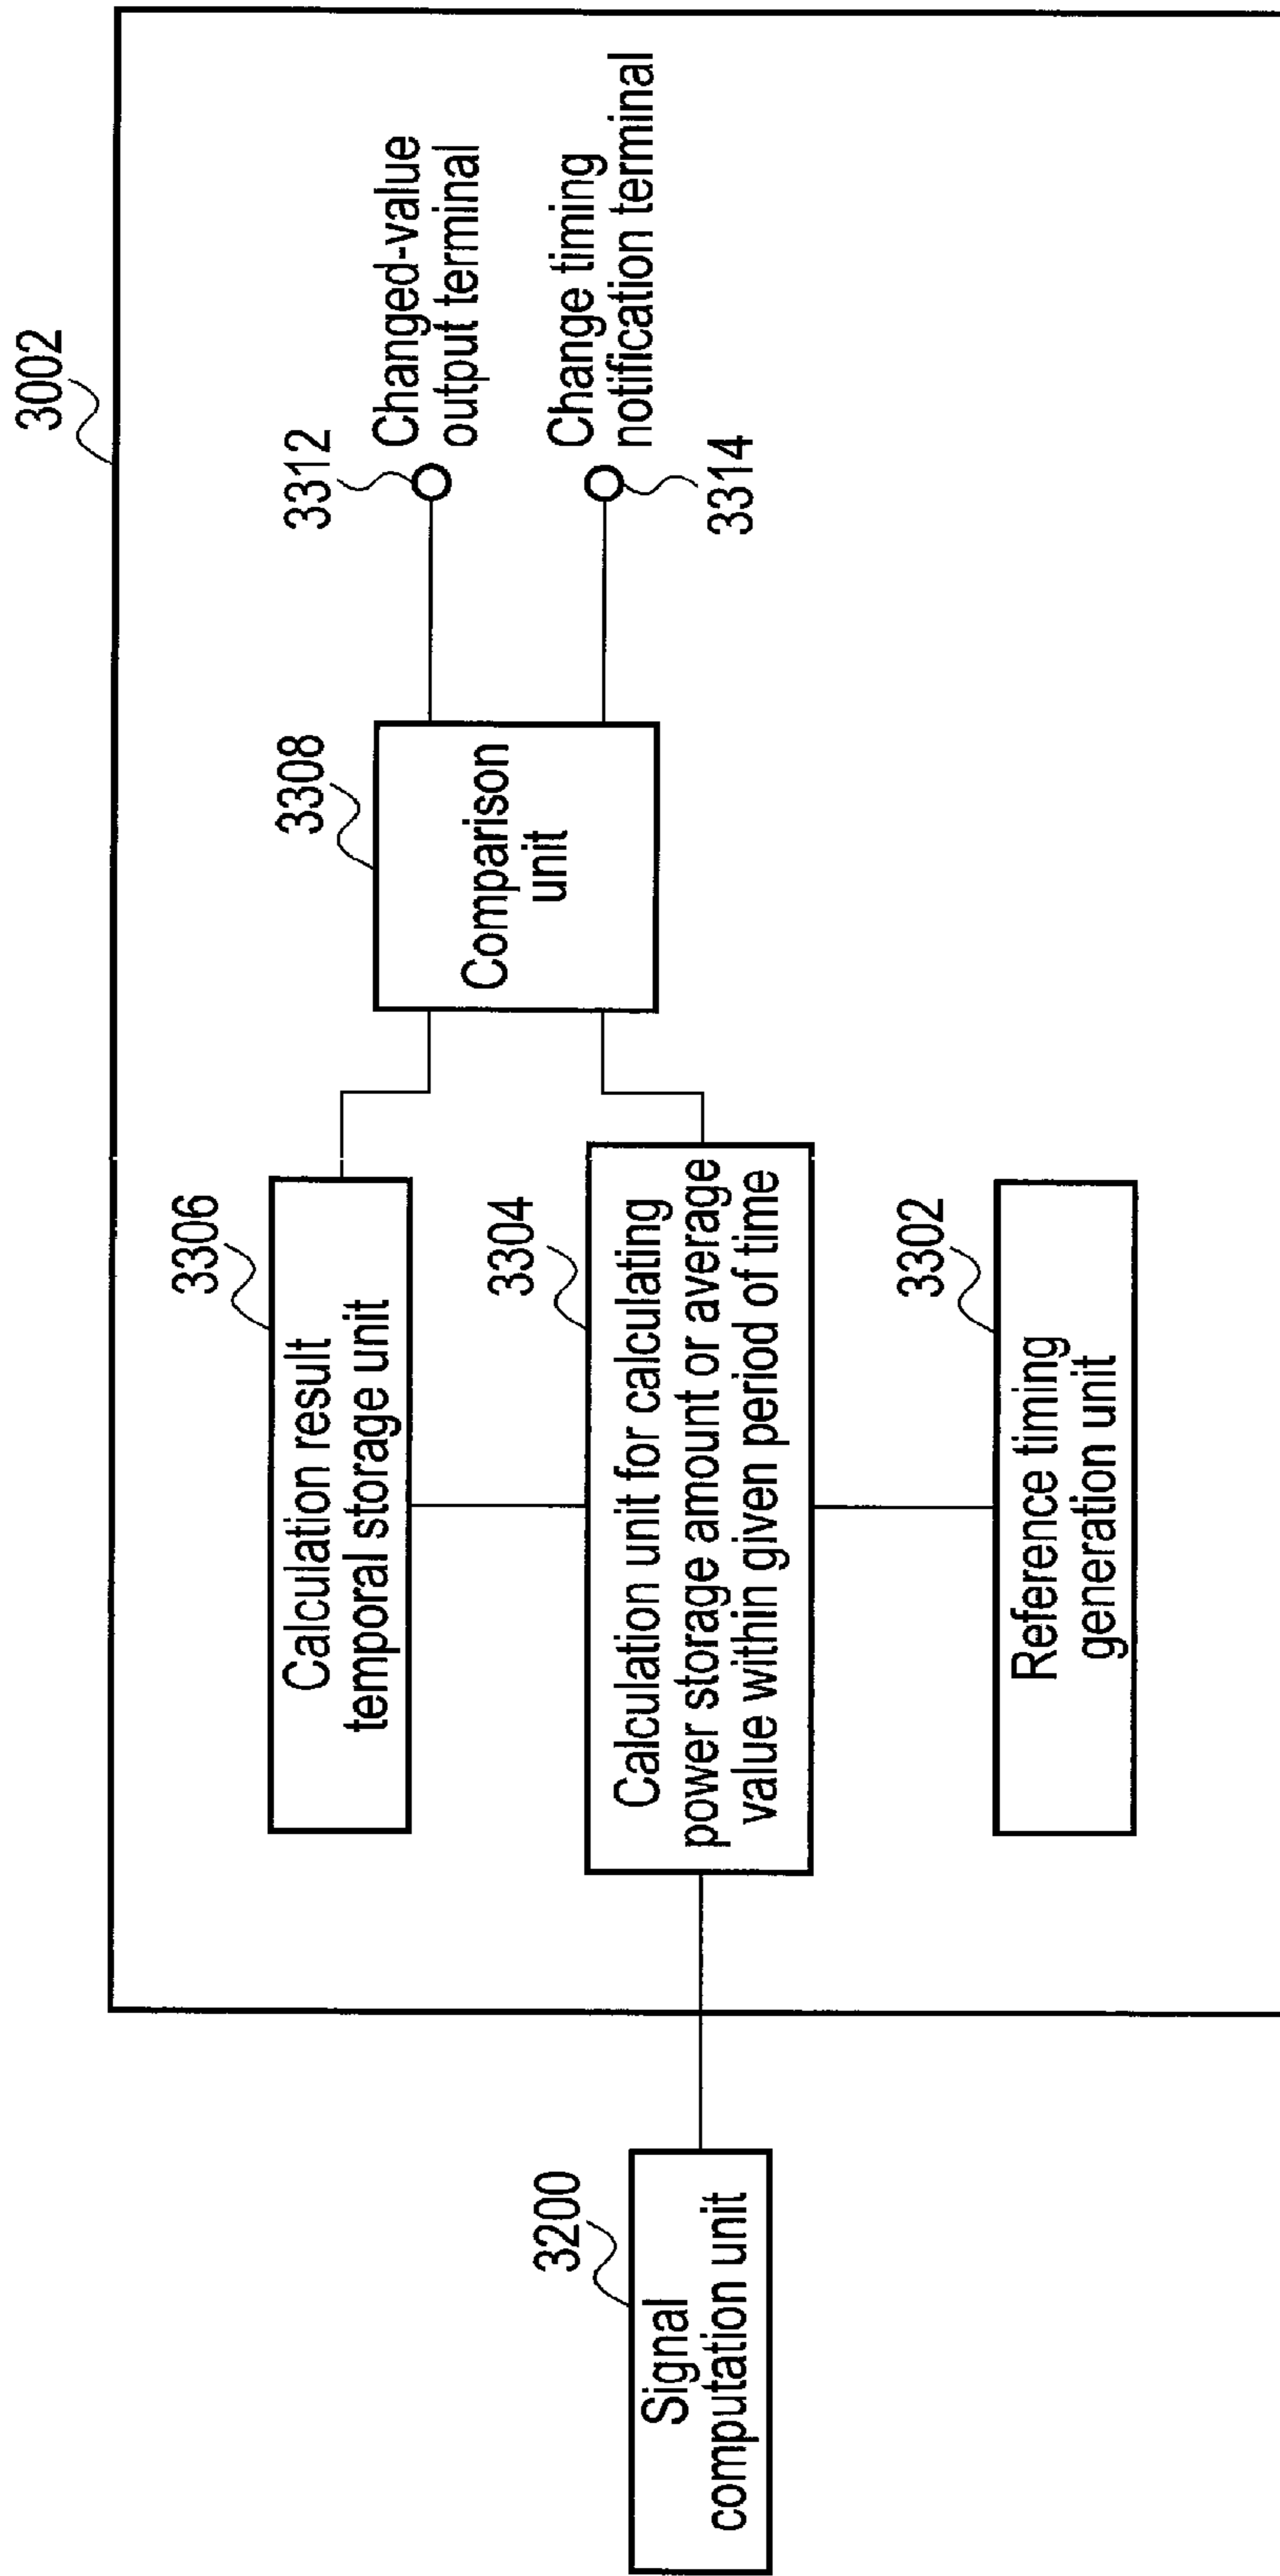 3002
3306
Calculation result
temporal storage unit
3308
Comparison
unit
3312
Changed-value
output terminal
Change timing
notification terminal
3314
3200
Signal
computation unit
3304
Calculation unit for calculating
power storage amount or average
value within given period of time
3302
Reference timing
generation unit